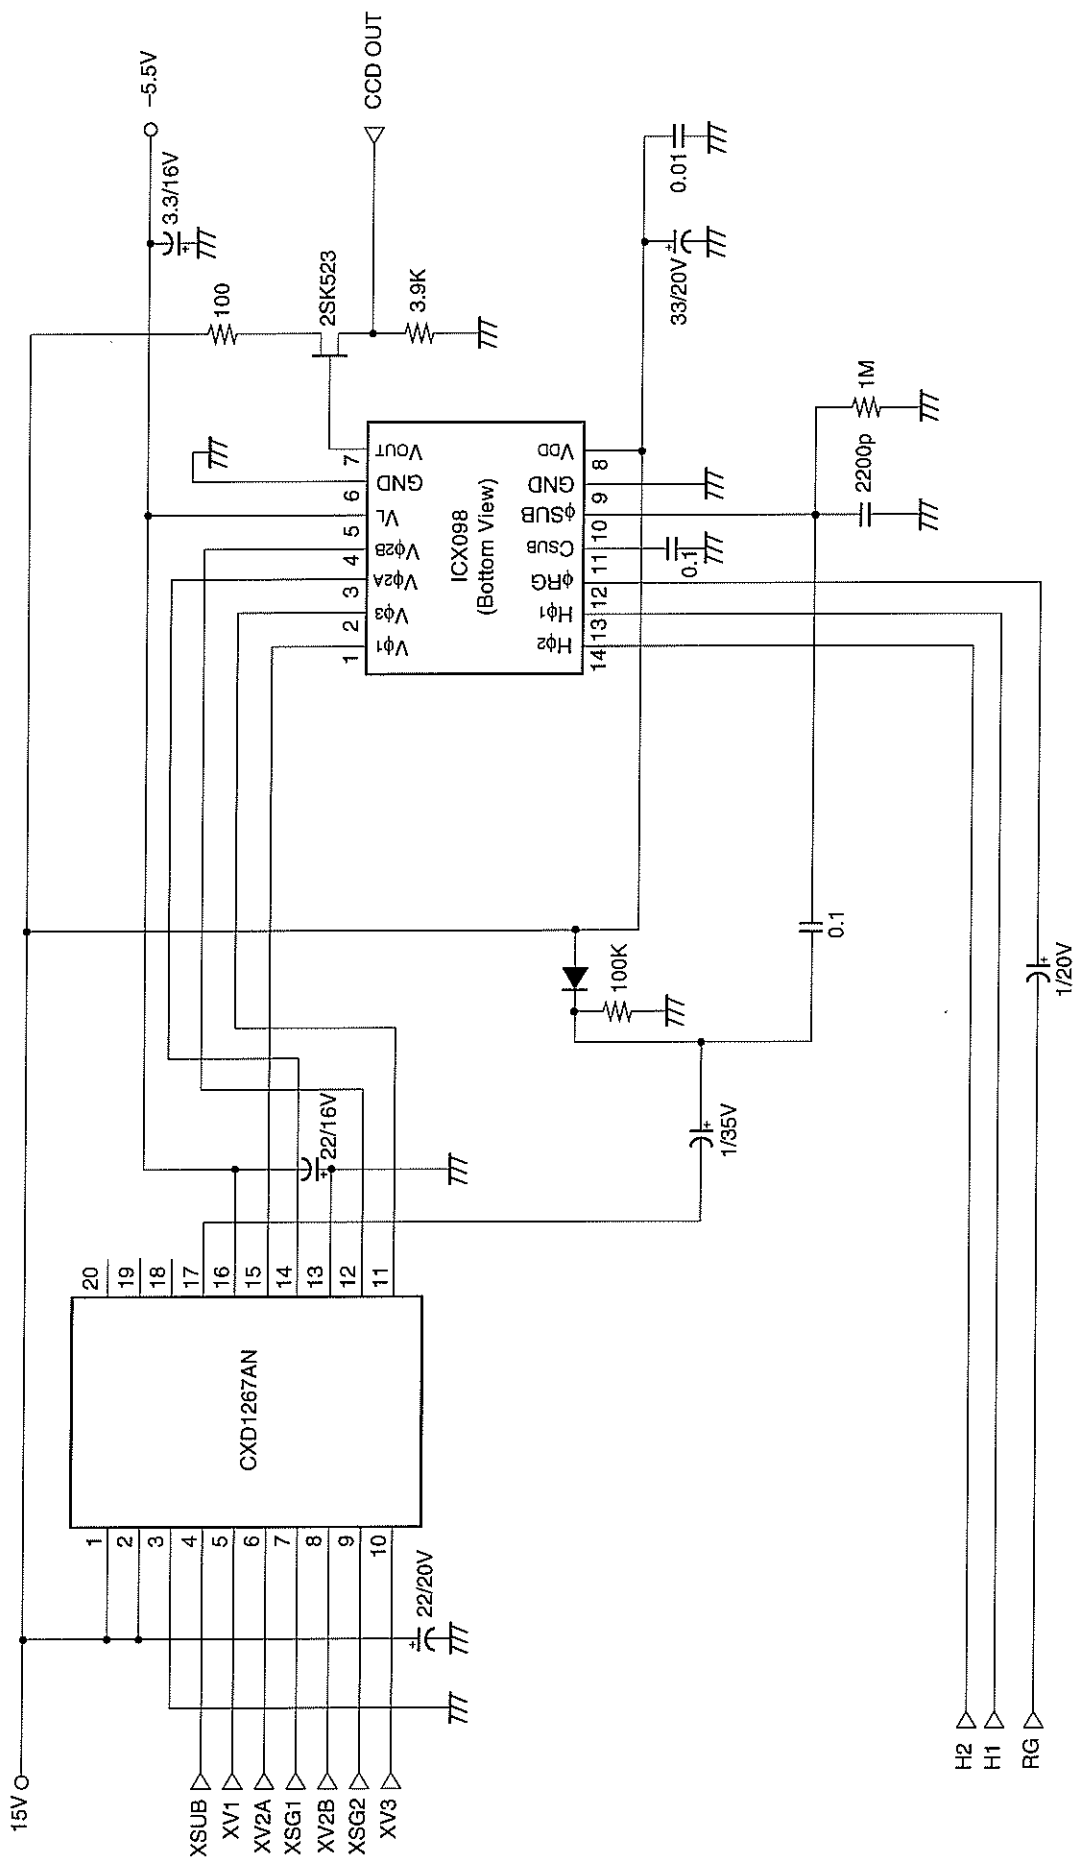 15V
−5.5V
3.3/16V
CCD OUT
100
2SK523
3.9K
1
2
3
4
5
6
7
8
9
10
CXD1267AN
20
19
18
17
16
15
14
13
12
11
22/20V
22/16V
XSUB
XV1
XV2A
XSG1
XV2B
XSG2
XV3
1
2
3
4
5
6
7
Vϕ1
Vϕ3
Vϕ2A
Vϕ2B
VL
GND
VOUT
ICX098
(Bottom View)
Hϕ2
Hϕ1
ϕRG
CSUB
ϕSUB
GND
VDD
14
13
12
11
10
9
8
0.1
33/20V
0.01
100K
1/35V
0.1
2200p
1M
1/20V
H2
H1
RG